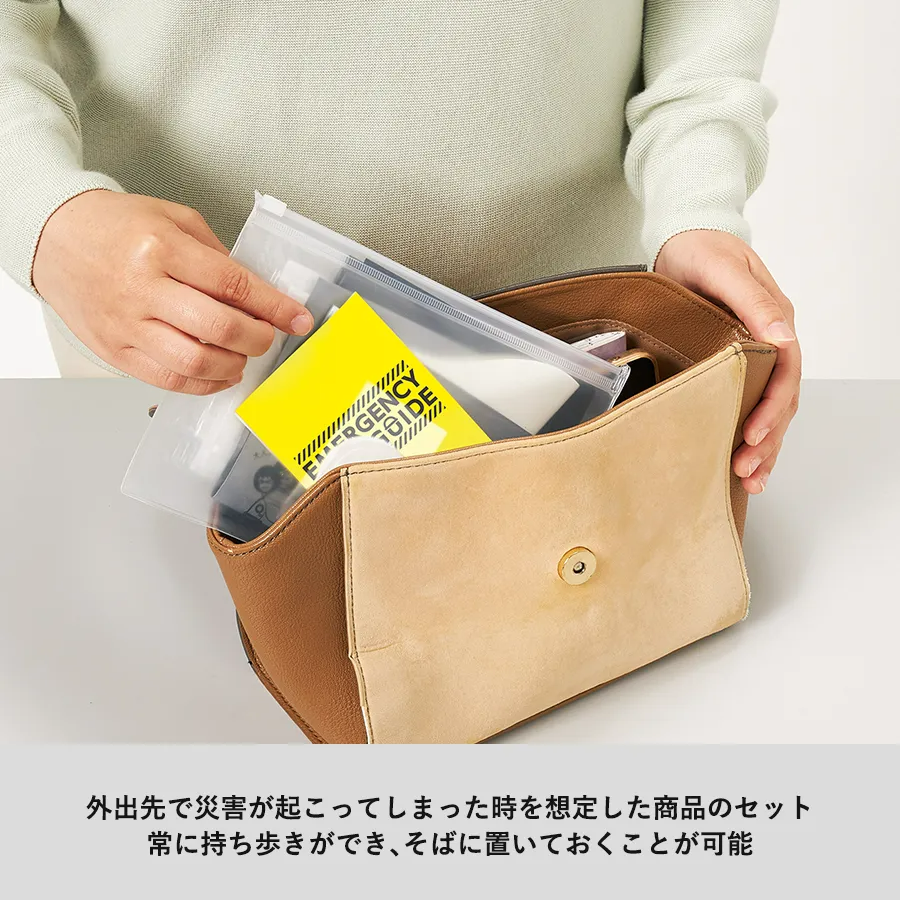 EMERGENCY
GUIDE
外出先で災害が起こってしまった時を想定した商品のセット
常に持ち歩きができ、そばに置いておくことが可能